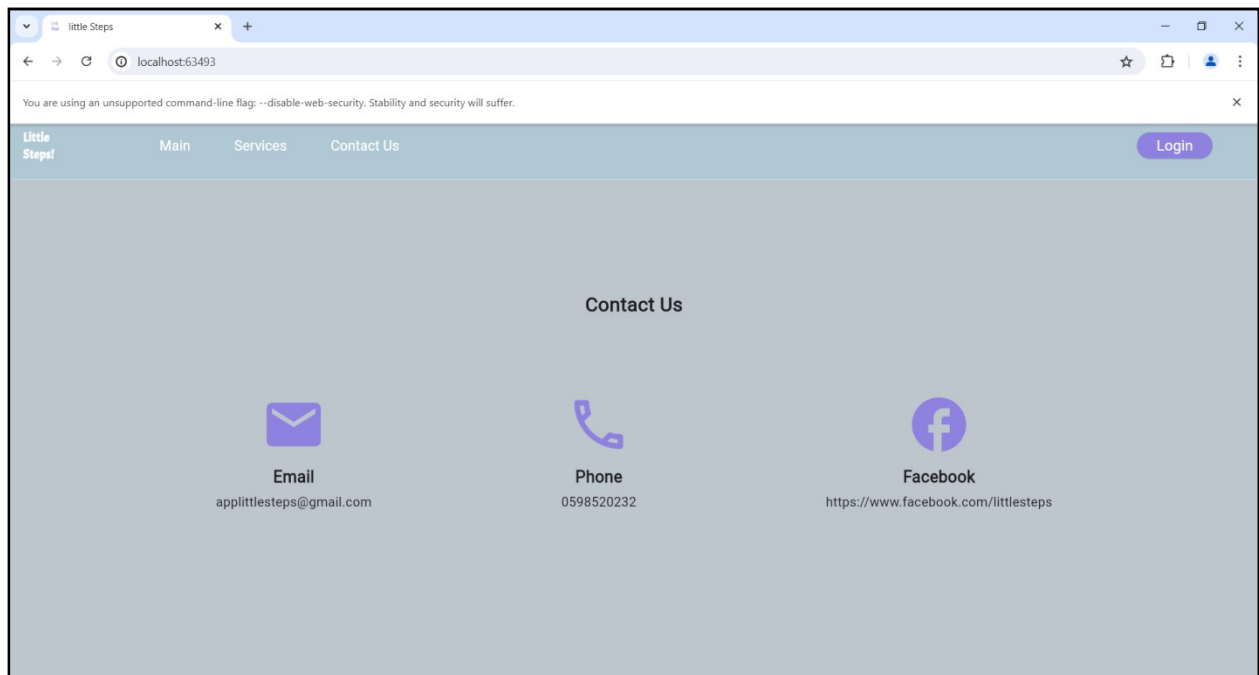 little Steps
localhost:63493
You are using an unsupported command-line flag: --disable-web-security. Stability and security will suffer.
Little
Steps!
Main Services Contact Us Login
Contact Us
Email Phone Facebook
applittlesteps@gmail.com 0598520232 https://www.facebook.com/littlesteps